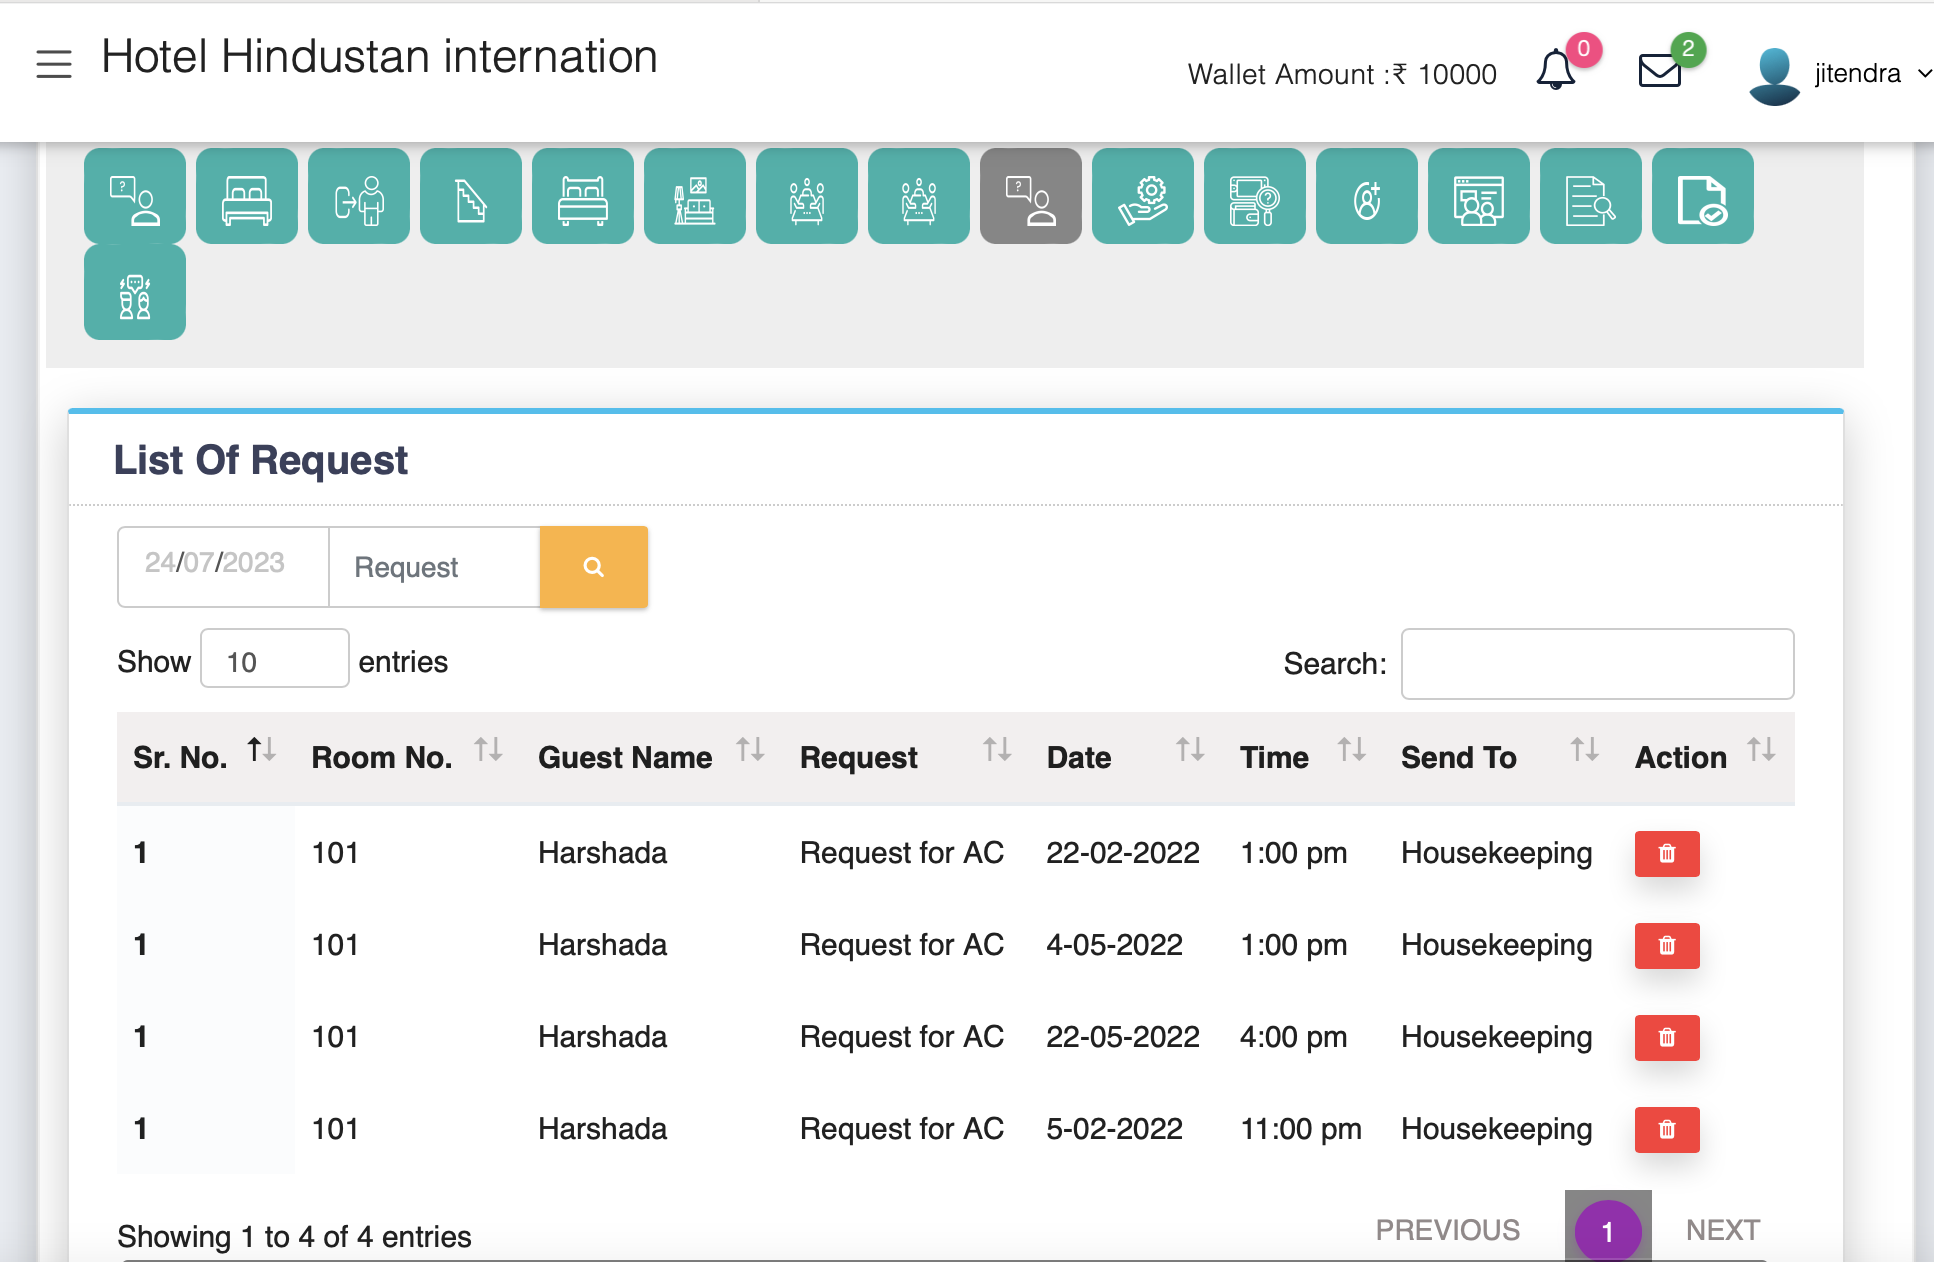 Hotel Hindustan internation
Wallet Amount :₹ 10000
0
2
jitendra
List Of Request
24/07/2023
Request
Show 10 entries
Search:
Sr. No. Room No. Guest Name Request Date Time Send To Action
1 101 Harshada Request for AC 22-02-2022 1:00 pm Housekeeping
1 101 Harshada Request for AC 4-05-2022 1:00 pm Housekeeping
1 101 Harshada Request for AC 22-05-2022 4:00 pm Housekeeping
1 101 Harshada Request for AC 5-02-2022 11:00 pm Housekeeping
Showing 1 to 4 of 4 entries
PREVIOUS 1 NEXT